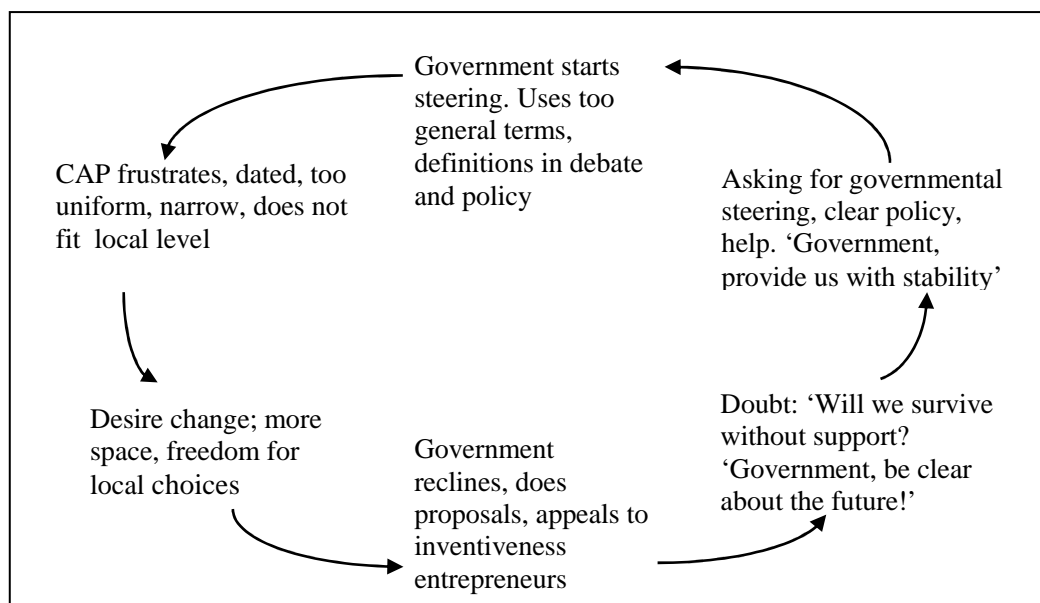 Government starts
steering. Uses too
general terms,
definitions in debate
and policy
CAP frustrates, dated, too
uniform, narrow, does not
fit local level
Desire change; more
space, freedom for
local choices
Government
reclines, does
proposals, appeals to
inventiveness
entrepreneurs
Doubt: ‘Will we survive
without support?
‘Government, be clear
about the future!’
Asking for governmental
steering, clear policy,
help. ‘Government,
provide us with stability’